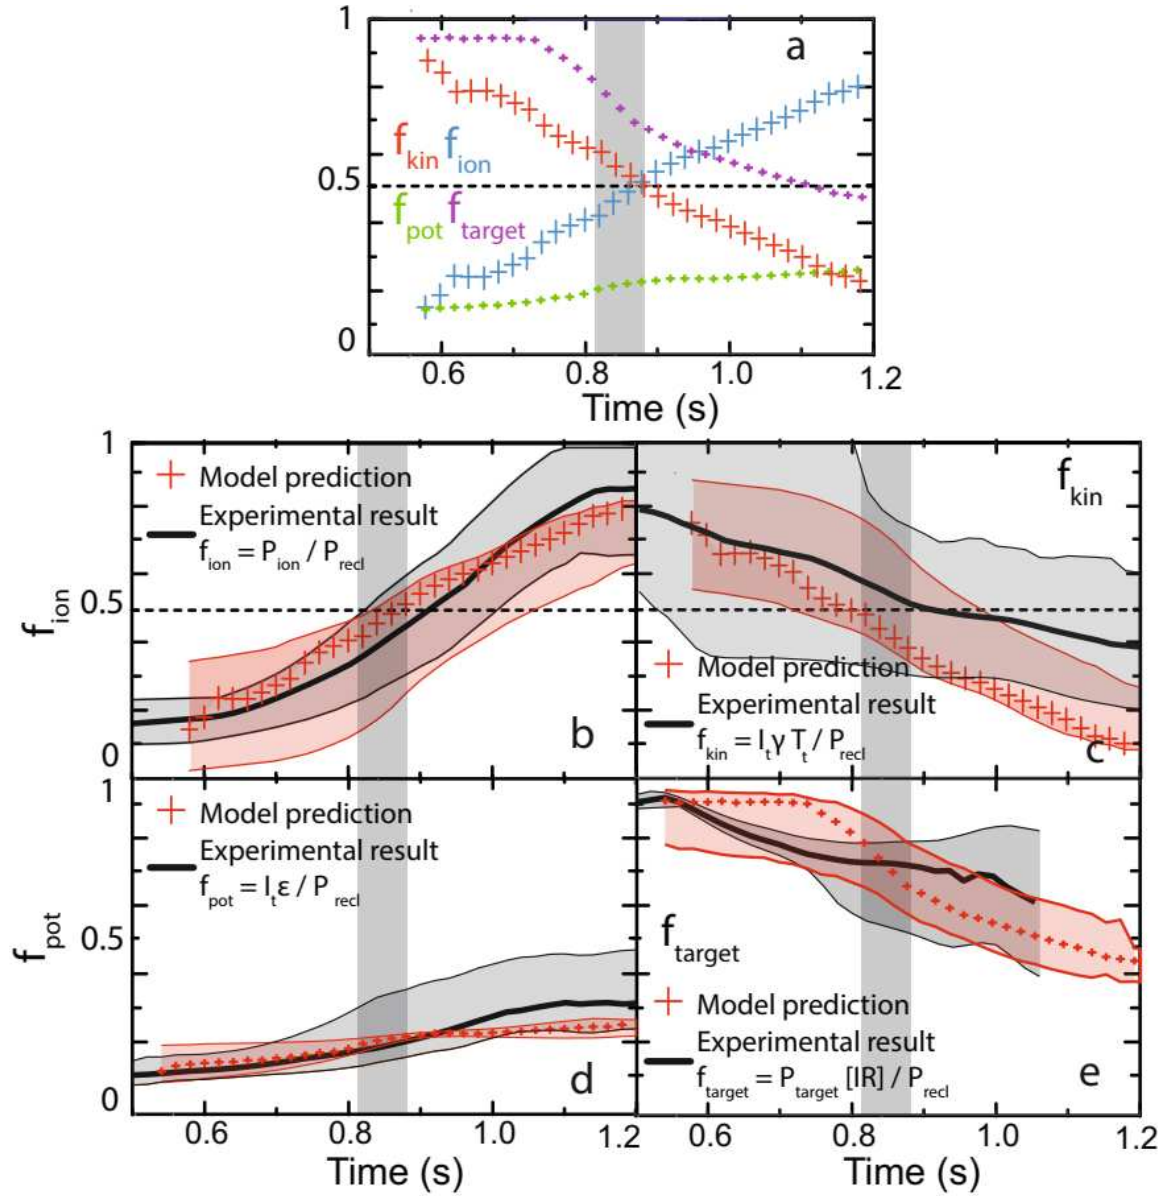 1
a
f_kin f_ion
0.5
f_pot f_target
0
0.6 0.8 1.0 1.2
Time (s)
1
Model prediction
Experimental result
f_ion = P_ion / P_recl
0.5
f_ion
b
0
f_kin
Model prediction
Experimental result
f_kin = I_t γ T_t / P_recl
c
Model prediction
Experimental result
f_pot = I_t ε / P_recl
0.5
f_pot
d
0
0.6 0.8 1.0 1.2
Time (s)
f_target
Model prediction
Experimental result
f_target = P_target [IR] / P_recl
e
0.6 0.8 1.0 1.2
Time (s)